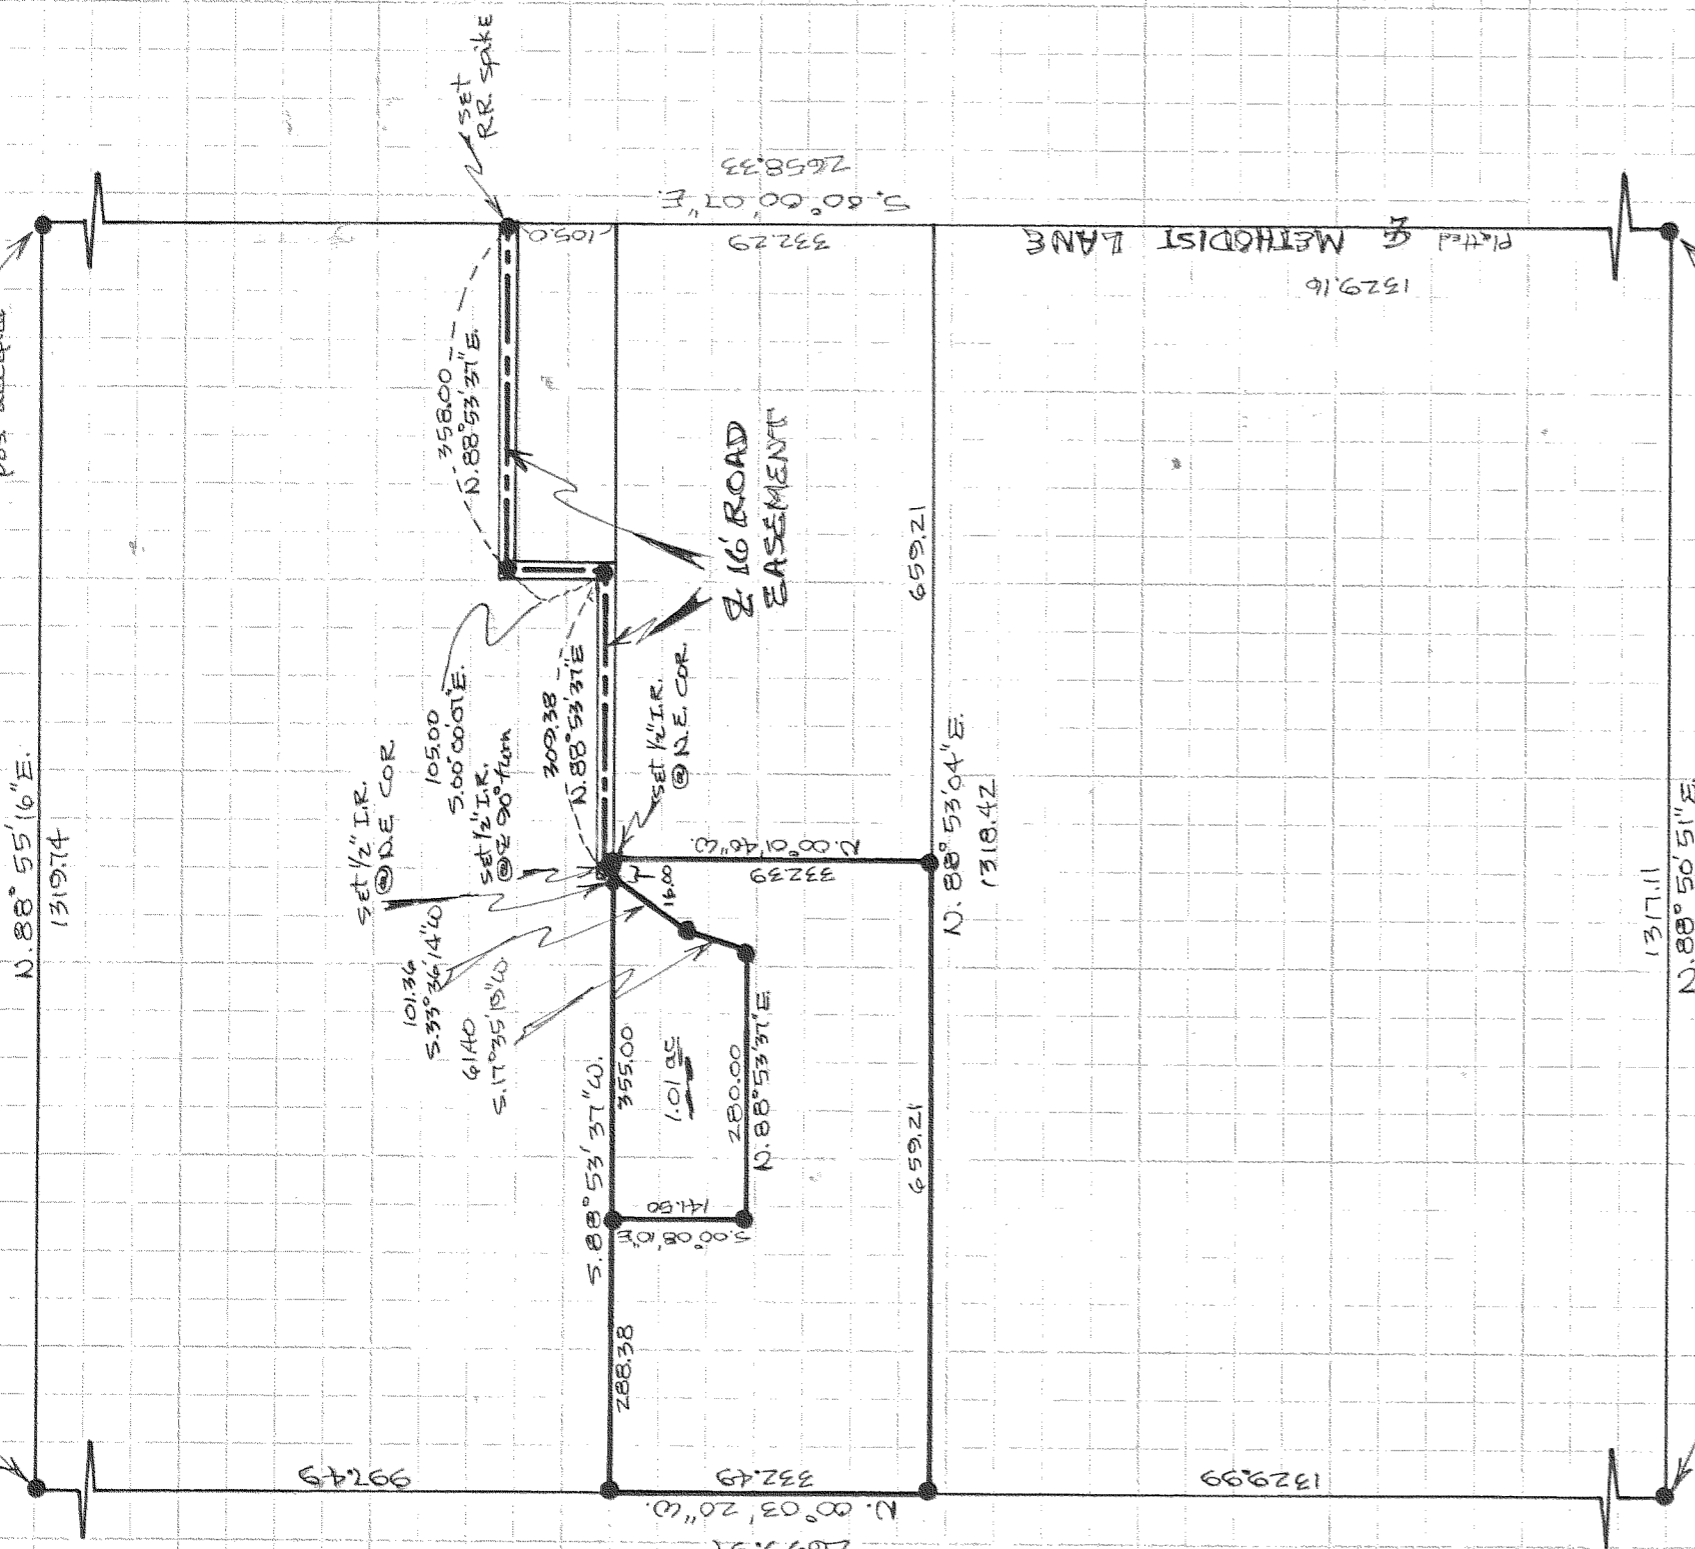 SET
R.R. Spike
S.00°00'07"E.
2658.33
105.0
332.29
Platted ℄ METHODIST LANE
1329.16
358.00
N.88°53'37"E.
℄ 16' ROAD
EASEMENT
659.21
105.00
S.00°00'07"E.
309.38
N.88°53'37"E
SET 1/2" I.R.
@ N.E. COR.
SET 1/2" I.R.
@ N.E. COR.
SET 1/2" I.R.
@ ℄ 90° turn
N.88°55'16"E.
1319.74
N.00°01'40"W.
332.39
16.00
N.88°53'04"E.
1318.42
1317.11
N.88°50'51"E.
101.36
S.33°36'14"W
61.40
S.17°35'15"W
S.88°53'37"W.
355.00
1.01 ac
280.00
N.88°53'37"E.
141.50
S.00°08'10"E
659.21
288.38
997.49
332.49
N.00°03'20"W.
1329.99